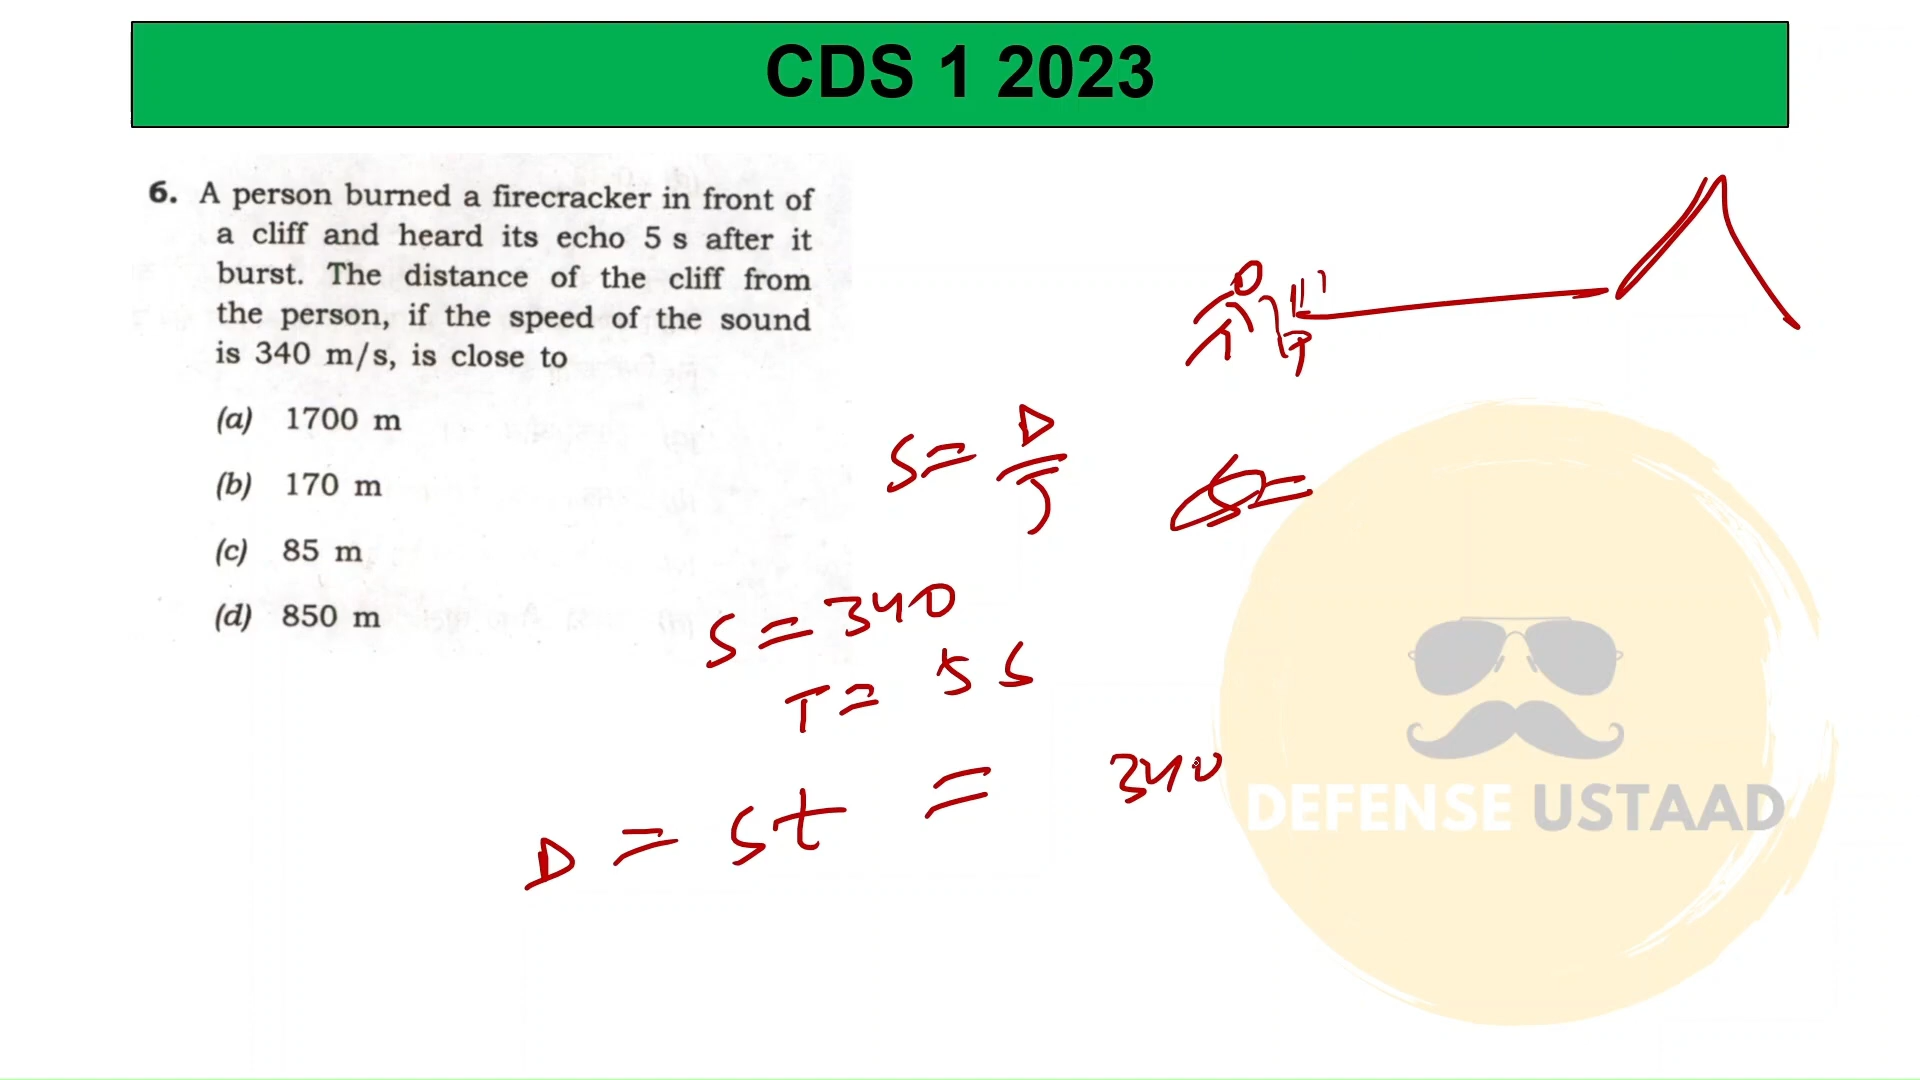 CDS 1 2023
6. A person burned a firecracker in front of
a cliff and heard its echo 5 s after it
burst. The distance of the cliff from
the person, if the speed of the sound
is 340 m/s, is close to
(a) 1700 m
(b) 170 m
(c) 85 m
(d) 850 m
S = D
T
S = 340
T = 5 S
D = St = 340
DEFENSE USTAAD